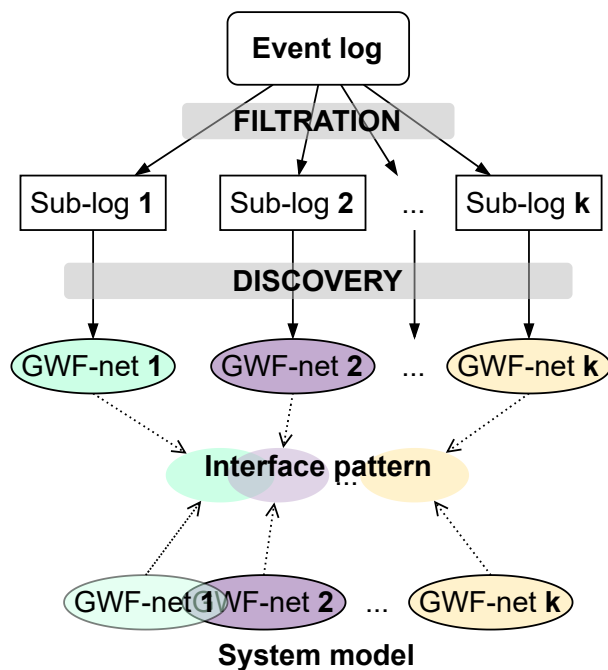 Event log
FILTRATION
Sub-log 1
Sub-log 2
...
Sub-log k
DISCOVERY
GWF-net 1
GWF-net 2
...
GWF-net k
Interface pattern
...
GWF-net 1
GWF-net 2
...
GWF-net k
System model